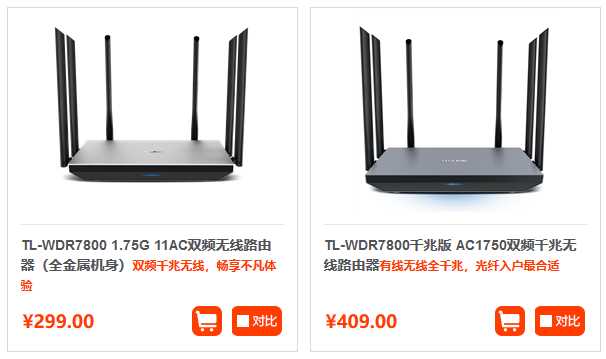 TL-WDR7800 1.75G 11AC双频无线路由
器（全金属机身）双频千兆无线，畅享不凡体
验
¥299.00
对比
TP-LINK
TL-WDR7800千兆版 AC1750双频千兆无
线路由器有线无线全千兆，光纤入户最合适
¥409.00
对比